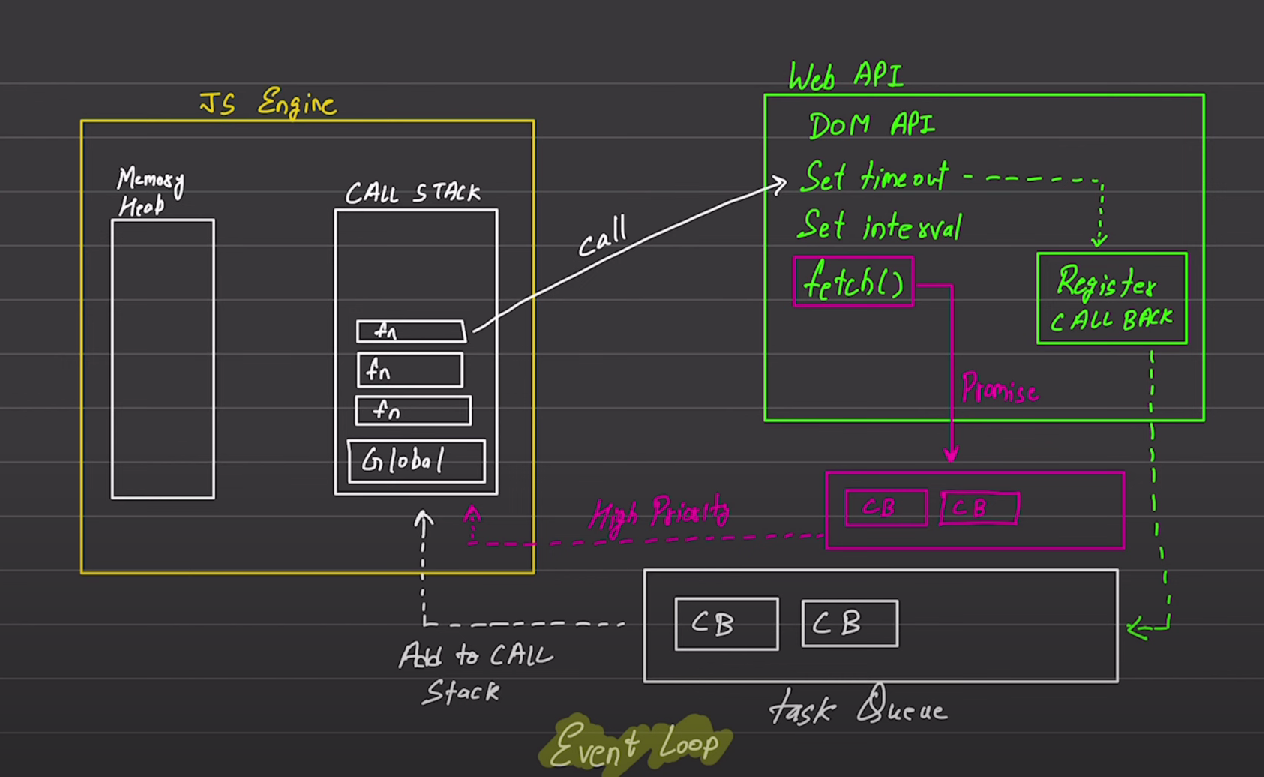 JS Engine
Memory
Heap
CALL STACK
fn
fn
fn
Global
call
Web API
DOM API
Set timeout
Set interval
fetch()
Register
CALL BACK
Promise
High Priority
CB CB
CB CB
Add to CALL
Stack
task Queue
Event Loop